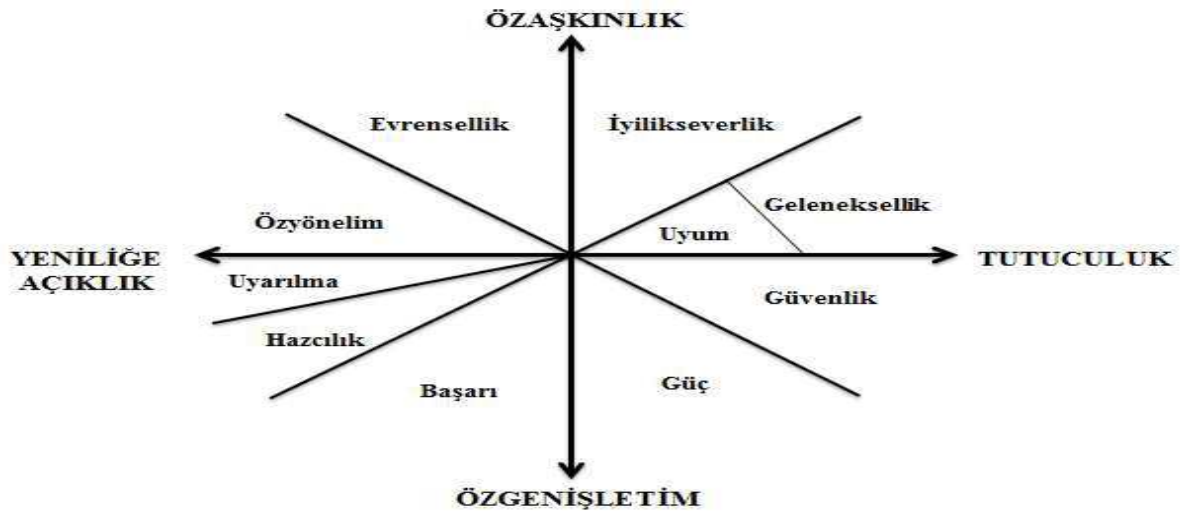 ÖZAŞKINLIK
Evrensellik
İyilikseverlik
Geleneksellik
Özyönelim
Uyum
YENİLİĞE
AÇIKLIK
TUTUCULUK
Uyarılma
Güvenlik
Hazcılık
Başarı
Güç
ÖZGENİŞLETİM